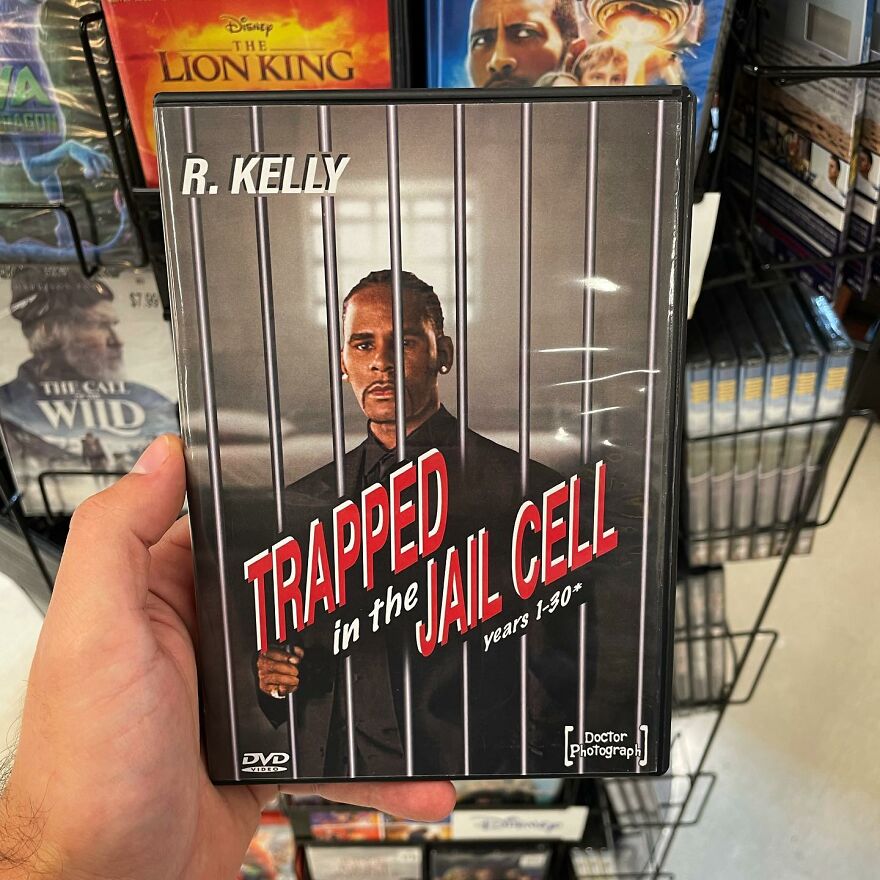 Disney
THE
LION KING
R. KELLY
$7.99
THE CALL
WILD
TRAPPED
in the JAIL CELL
years 1-30*
DVD
VIDEO
[Doctor
Photograph]
Disney